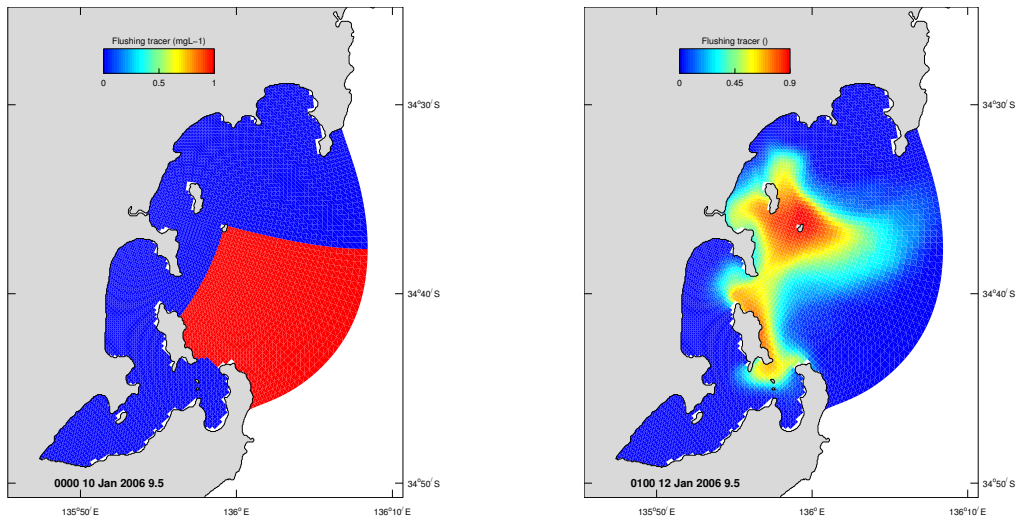 Flushing tracer (mgL−1)
0 0.5 1
34°30′ S
34°40′ S
34°50′ S
0000 10 Jan 2006 9.5
135°50′ E 136° E 136°10′ E
Flushing tracer ()
0 0.45 0.9
34°30′ S
34°40′ S
34°50′ S
0100 12 Jan 2006 9.5
135°50′ E 136° E 136°10′ E